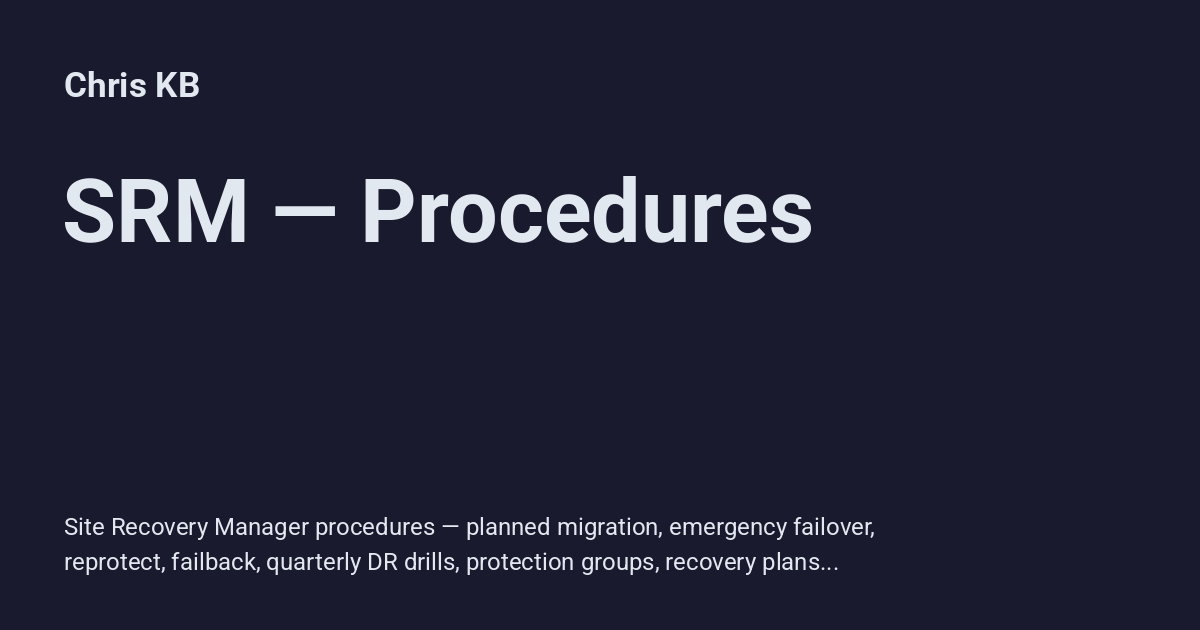 Chris KB
SRM — Procedures
Site Recovery Manager procedures — planned migration, emergency failover,
reprotect, failback, quarterly DR drills, protection groups, recovery plans...